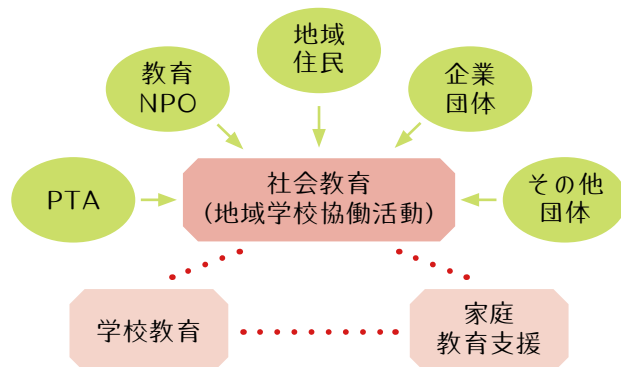 地域
住民
教育
NPO
企業
団体
PTA
社会教育
(地域学校協働活動)
その他
団体
学校教育
家庭
教育支援